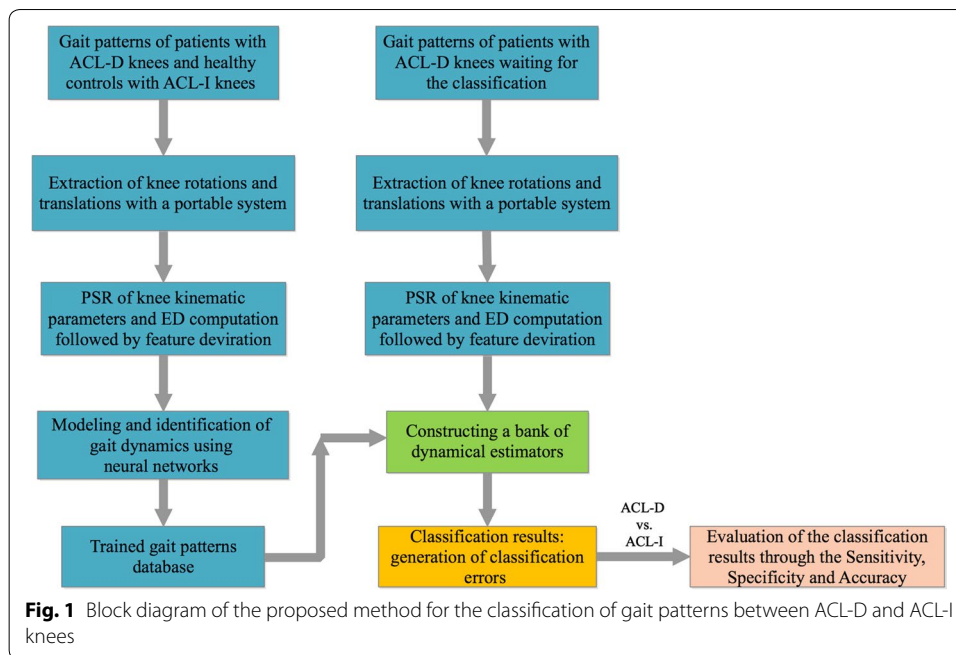 Gait patterns of patients with
ACL-D knees and healthy
controls with ACL-I knees
Extraction of knee rotations and
translations with a portable system
PSR of knee kinematic
parameters and ED computation
followed by feature deviration
Modeling and identification of
gait dynamics using
neural networks
Trained gait patterns
database
Gait patterns of patients with
ACL-D knees waiting for
the classification
Extraction of knee rotations and
translations with a portable system
PSR of knee kinematic
parameters and ED computation
followed by feature deviration
Constructing a bank of
dynamical estimators
Classification results:
generation of classification
errors
ACL-D
vs.
ACL-I
Evaluation of the classification
results through the Sensitivity,
Specificity and Accuracy
Fig. 1 Block diagram of the proposed method for the classification of gait patterns between ACL-D and ACL-I
knees